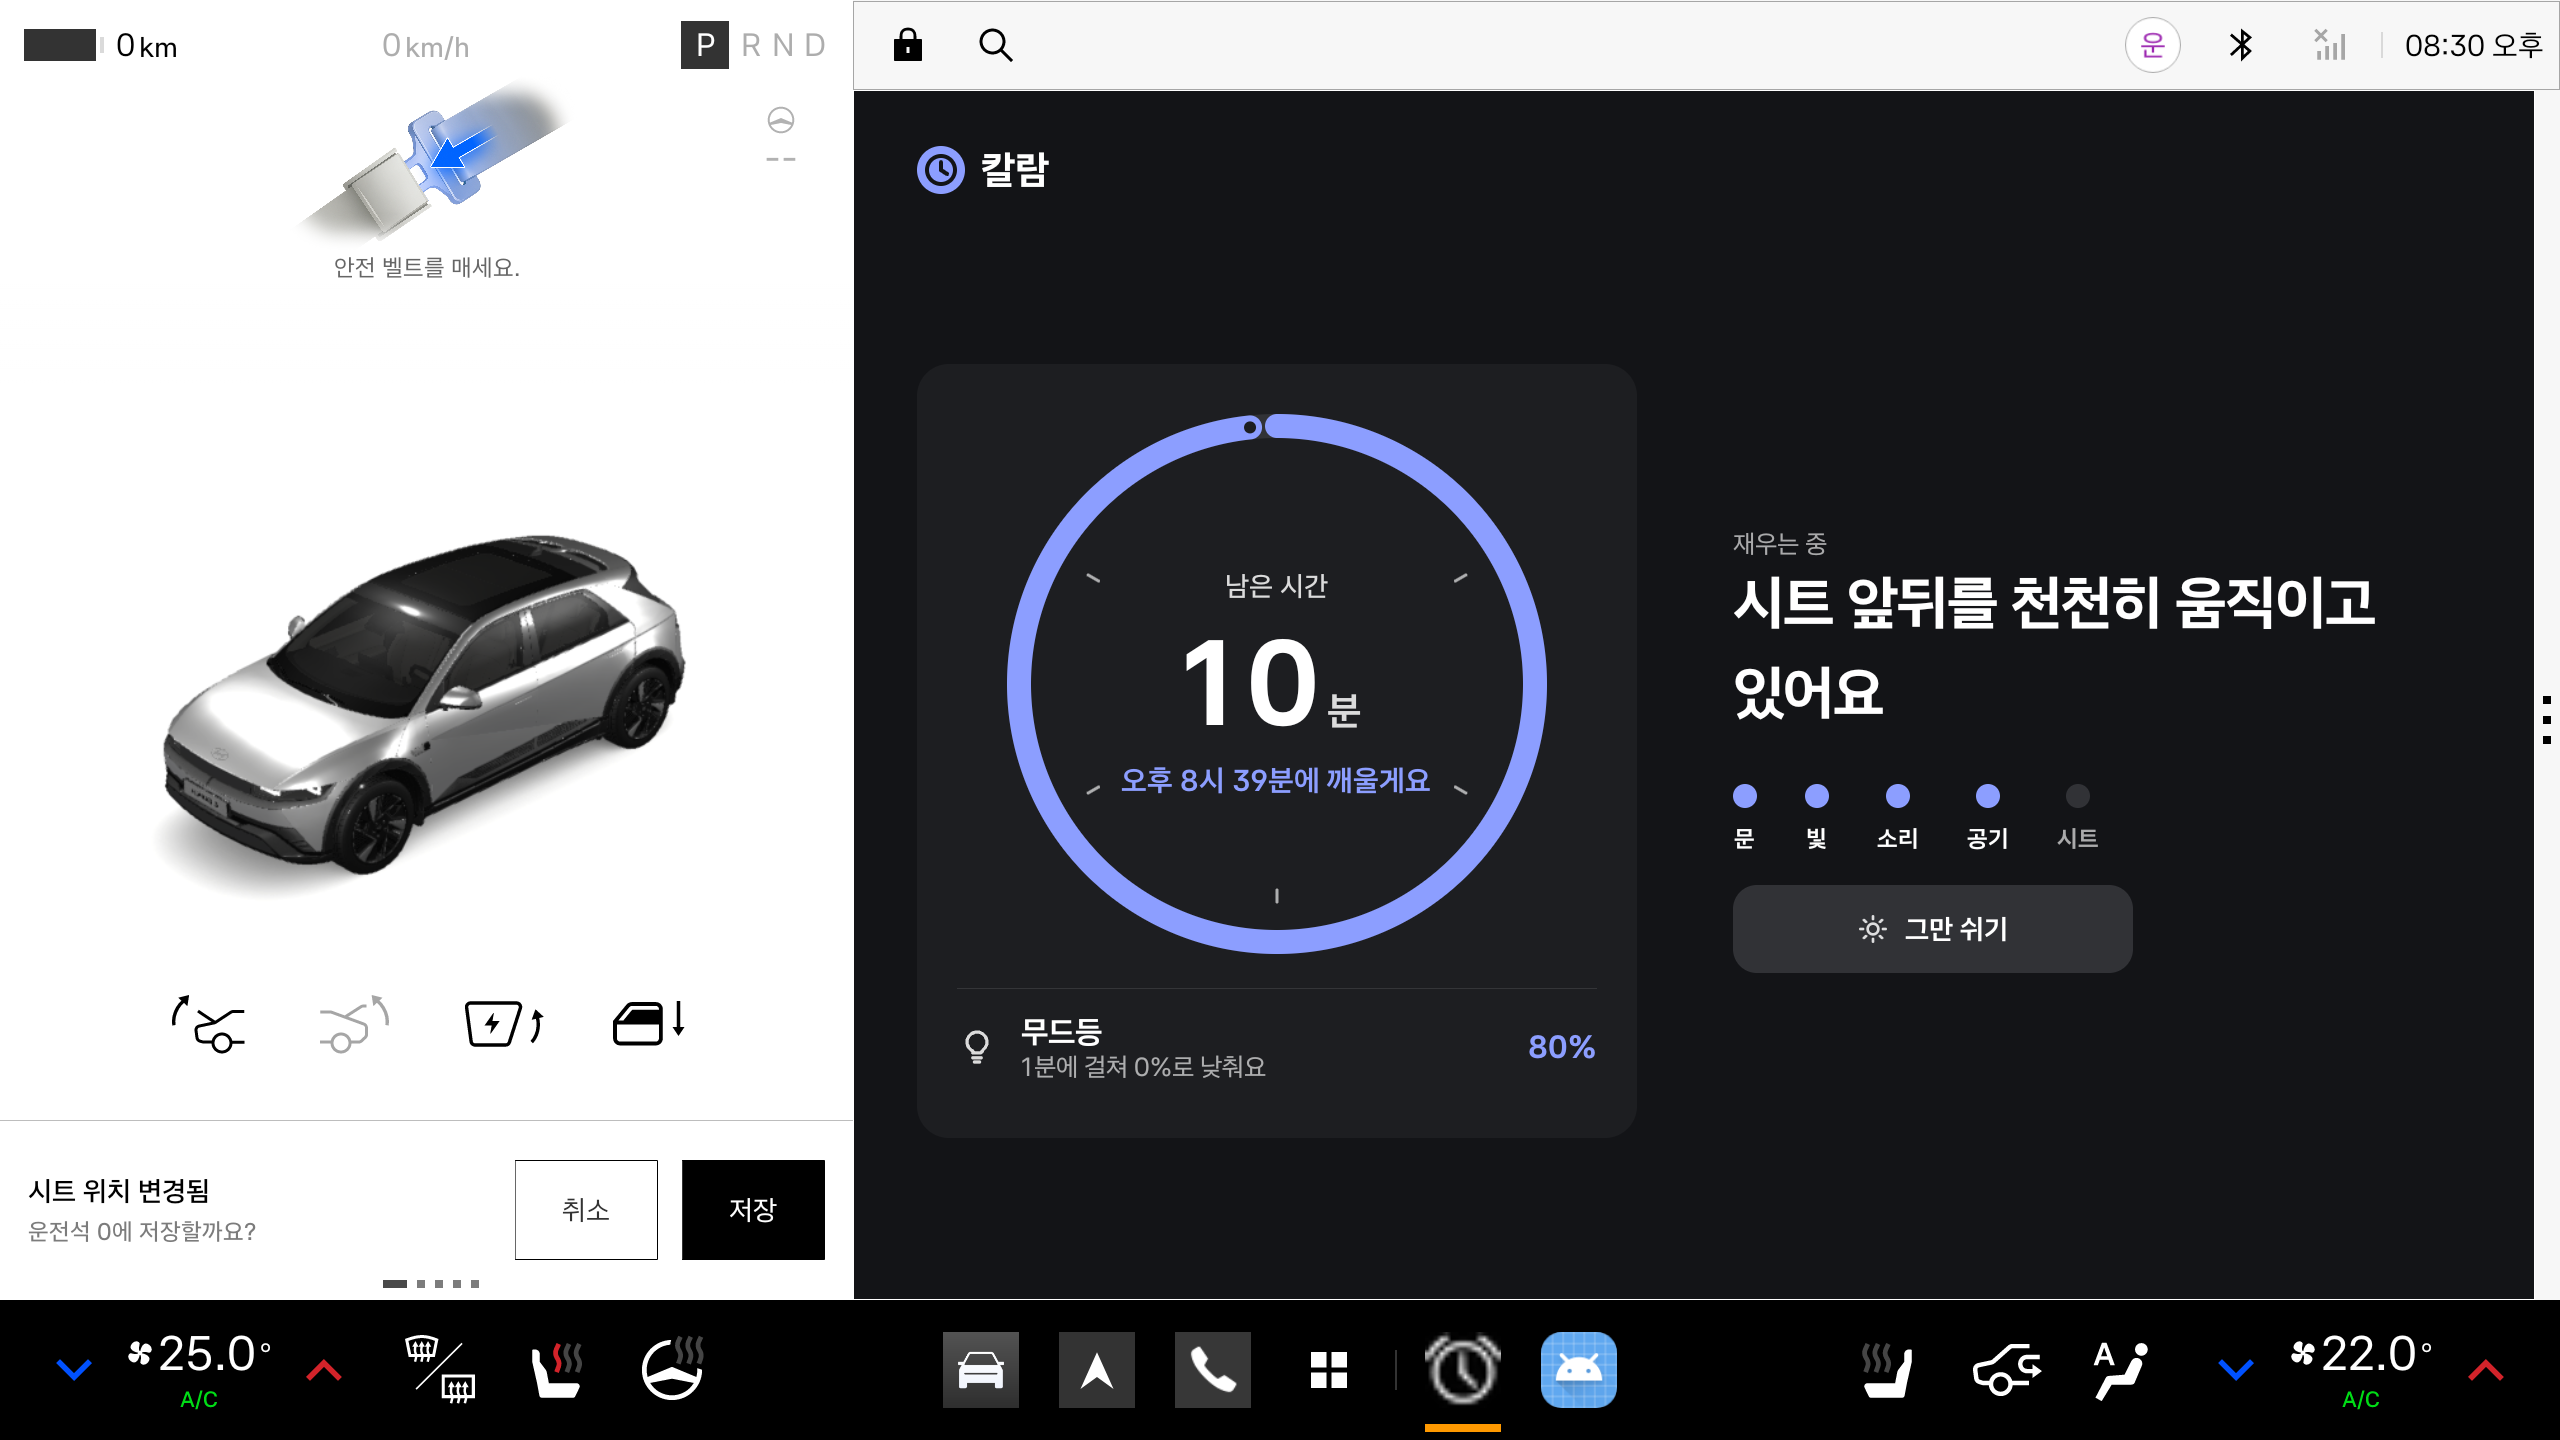 0 km
0 km/h
P R N D
안전 벨트를 매세요.
시트 위치 변경됨
운전석 0에 저장할까요?
취소
저장
운
08:30 오후
칼람
남은 시간
10 분
오후 8시 39분에 깨울게요
무드등
1분에 걸쳐 0%로 낮춰요
80%
재우는 중
시트 앞뒤를 천천히 움직이고
있어요
문 빛 소리 공기 시트
그만 쉬기
25.0°
A/C
A
22.0°
A/C